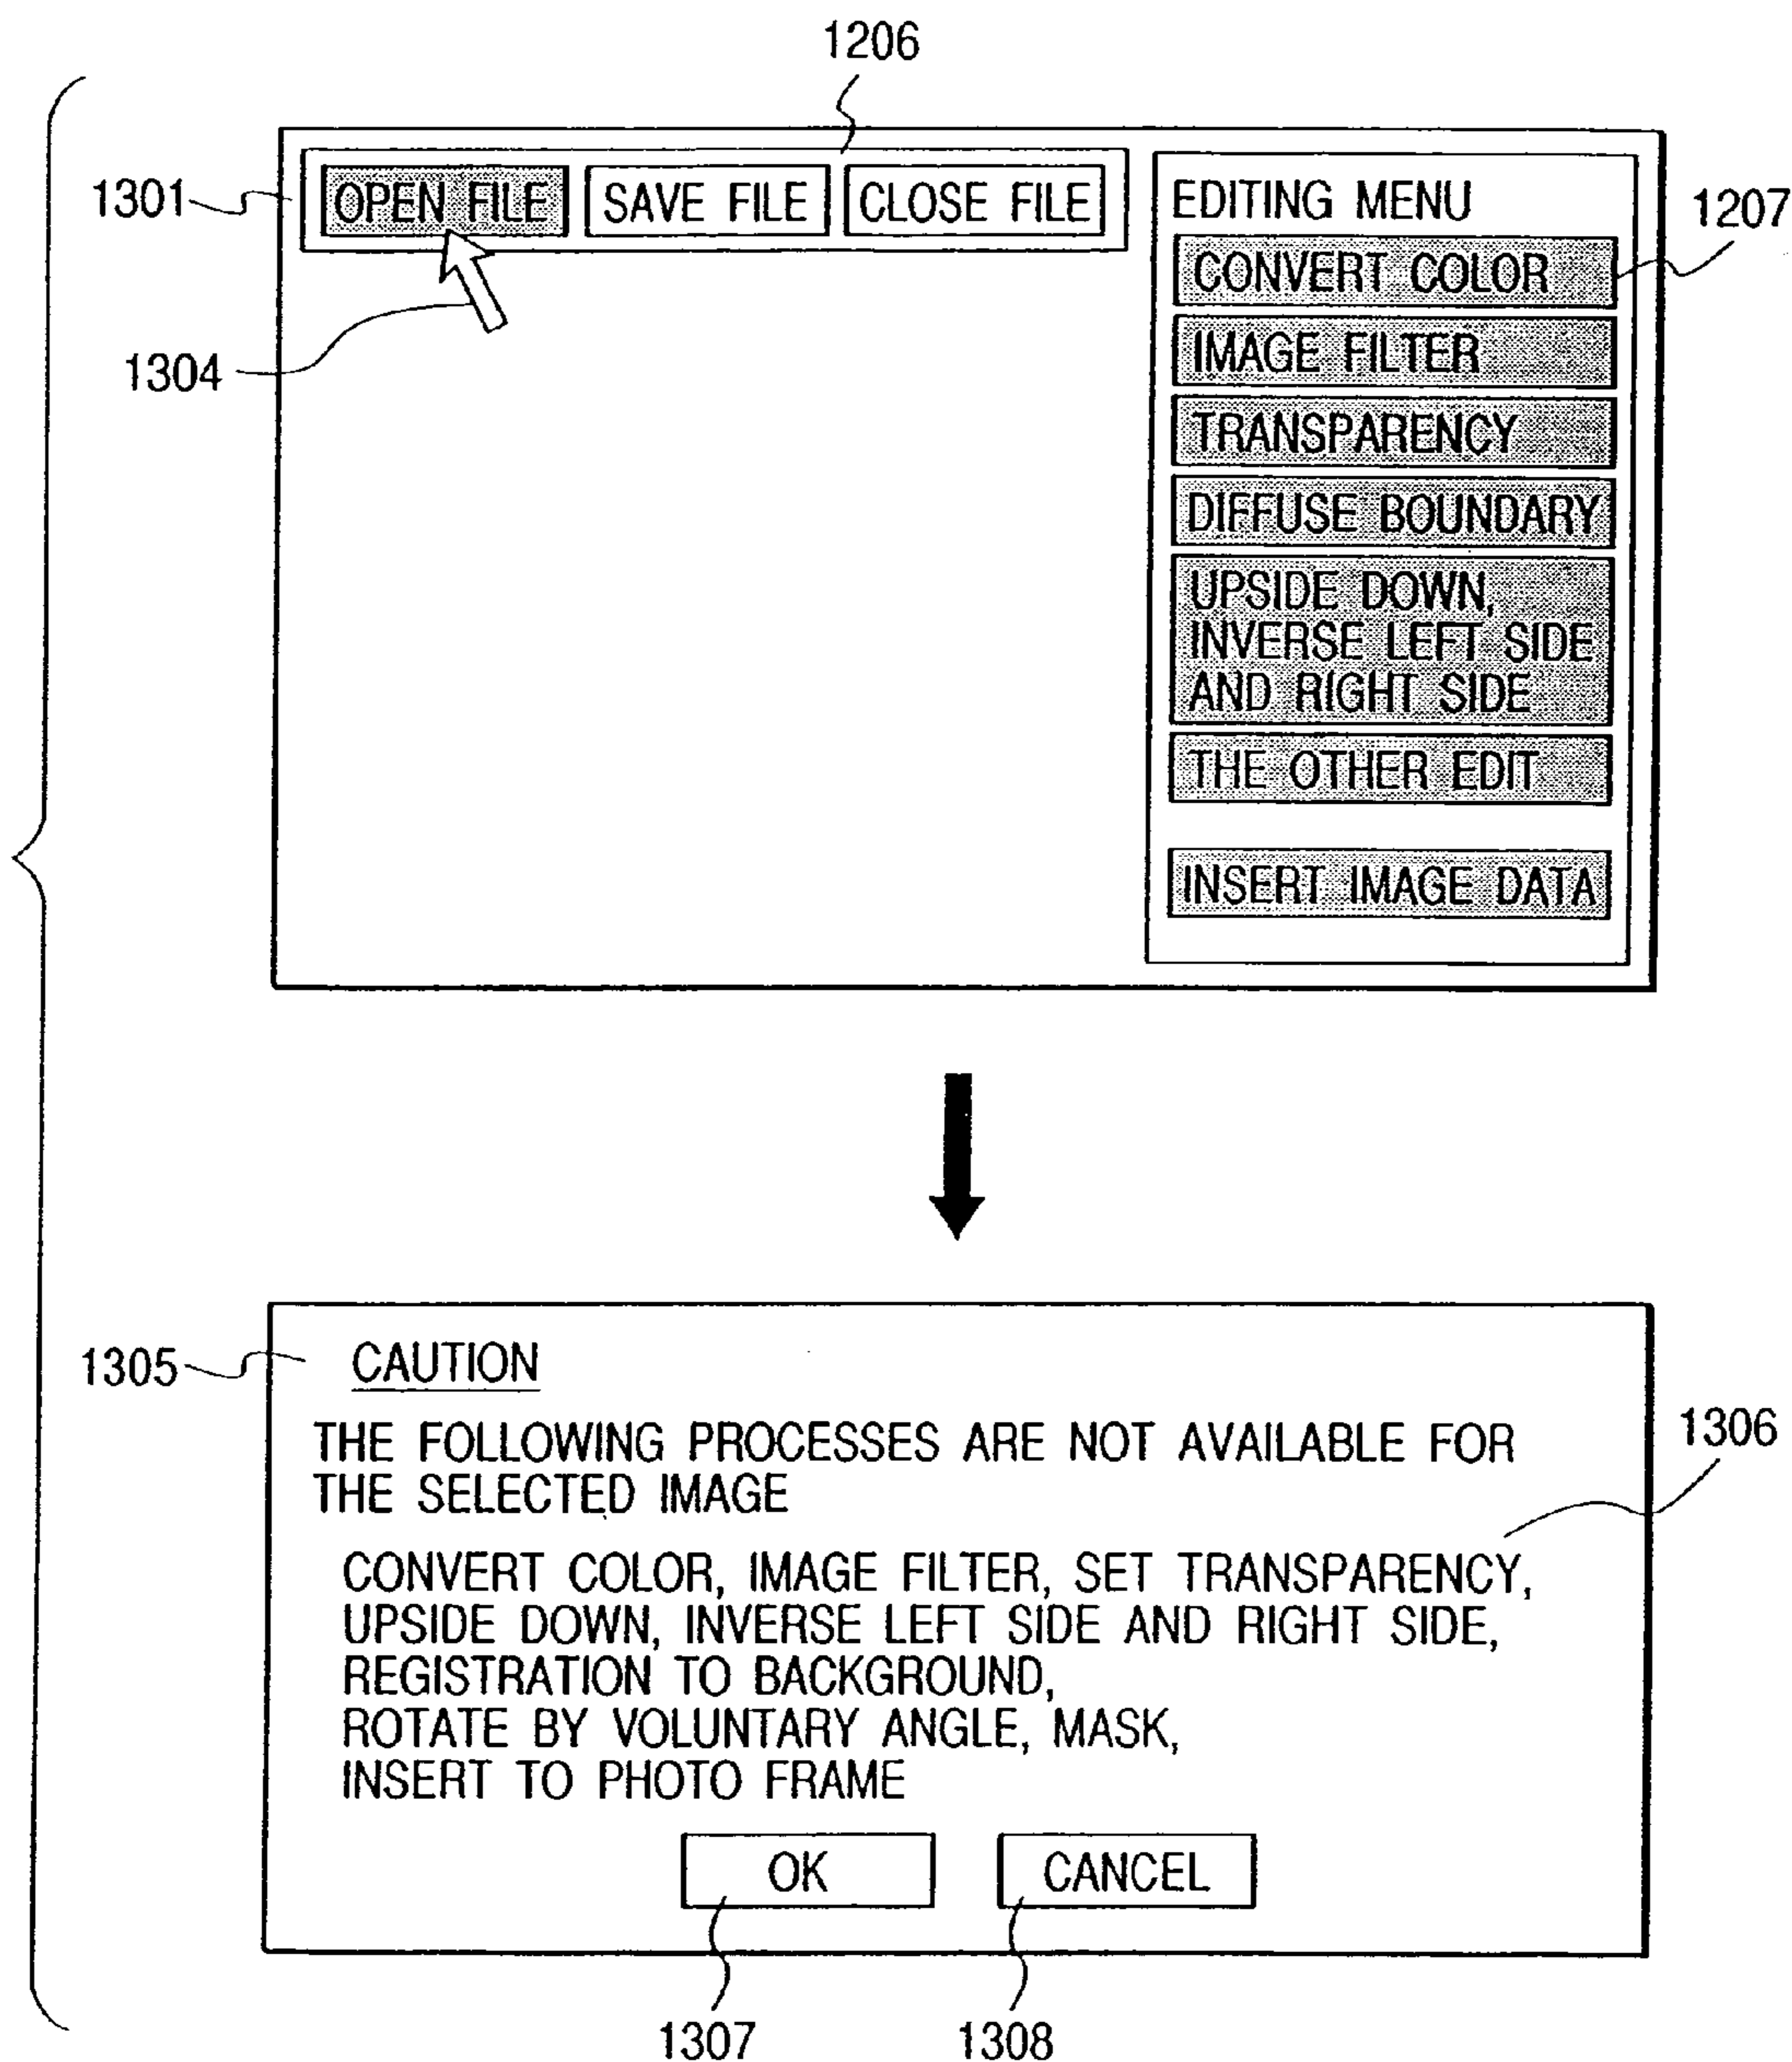 1206
1301
OPEN FILE
SAVE FILE
CLOSE FILE
EDITING MENU
1207
CONVERT COLOR
1304
IMAGE FILTER
TRANSPARENCY
DIFFUSE BOUNDARY
UPSIDE DOWN,
INVERSE LEFT SIDE
AND RIGHT SIDE
THE OTHER EDIT
INSERT IMAGE DATA
1305
CAUTION
THE FOLLOWING PROCESSES ARE NOT AVAILABLE FOR
THE SELECTED IMAGE
1306
CONVERT COLOR, IMAGE FILTER, SET TRANSPARENCY,
UPSIDE DOWN, INVERSE LEFT SIDE AND RIGHT SIDE,
REGISTRATION TO BACKGROUND,
ROTATE BY VOLUNTARY ANGLE, MASK,
INSERT TO PHOTO FRAME
OK
CANCEL
1307
1308